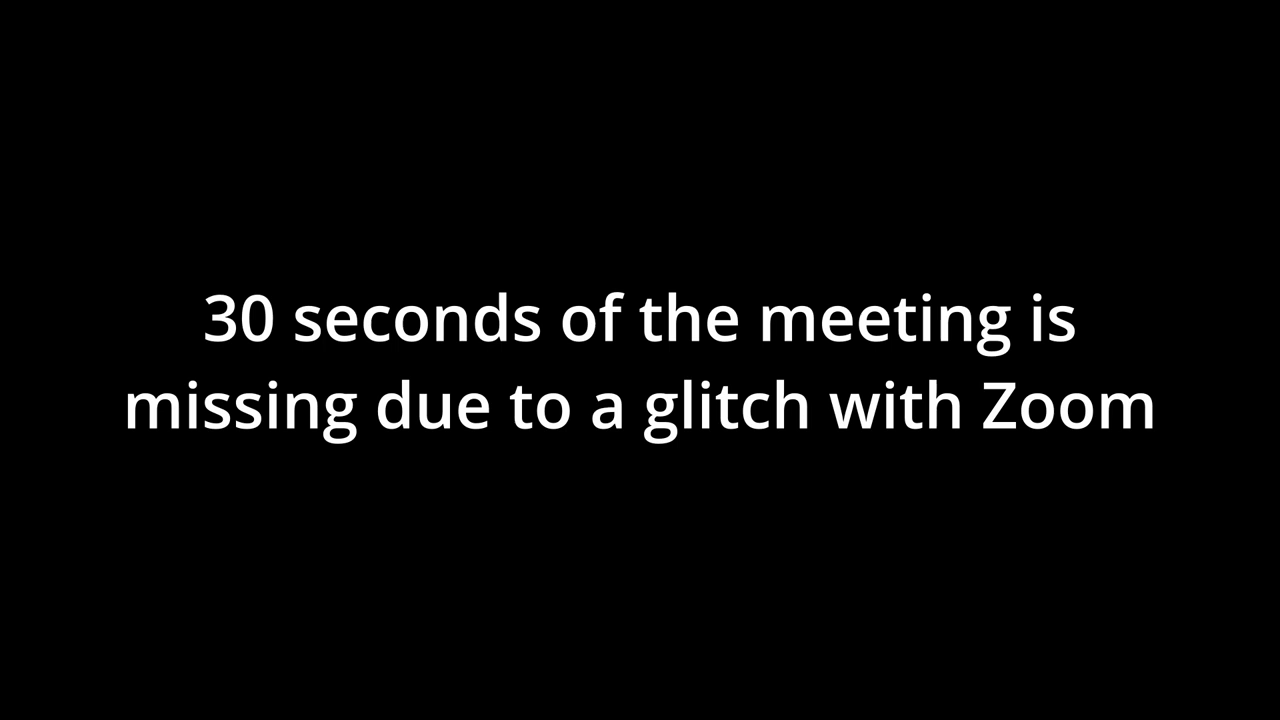 30 seconds of the meeting is
missing due to a glitch with Zoom